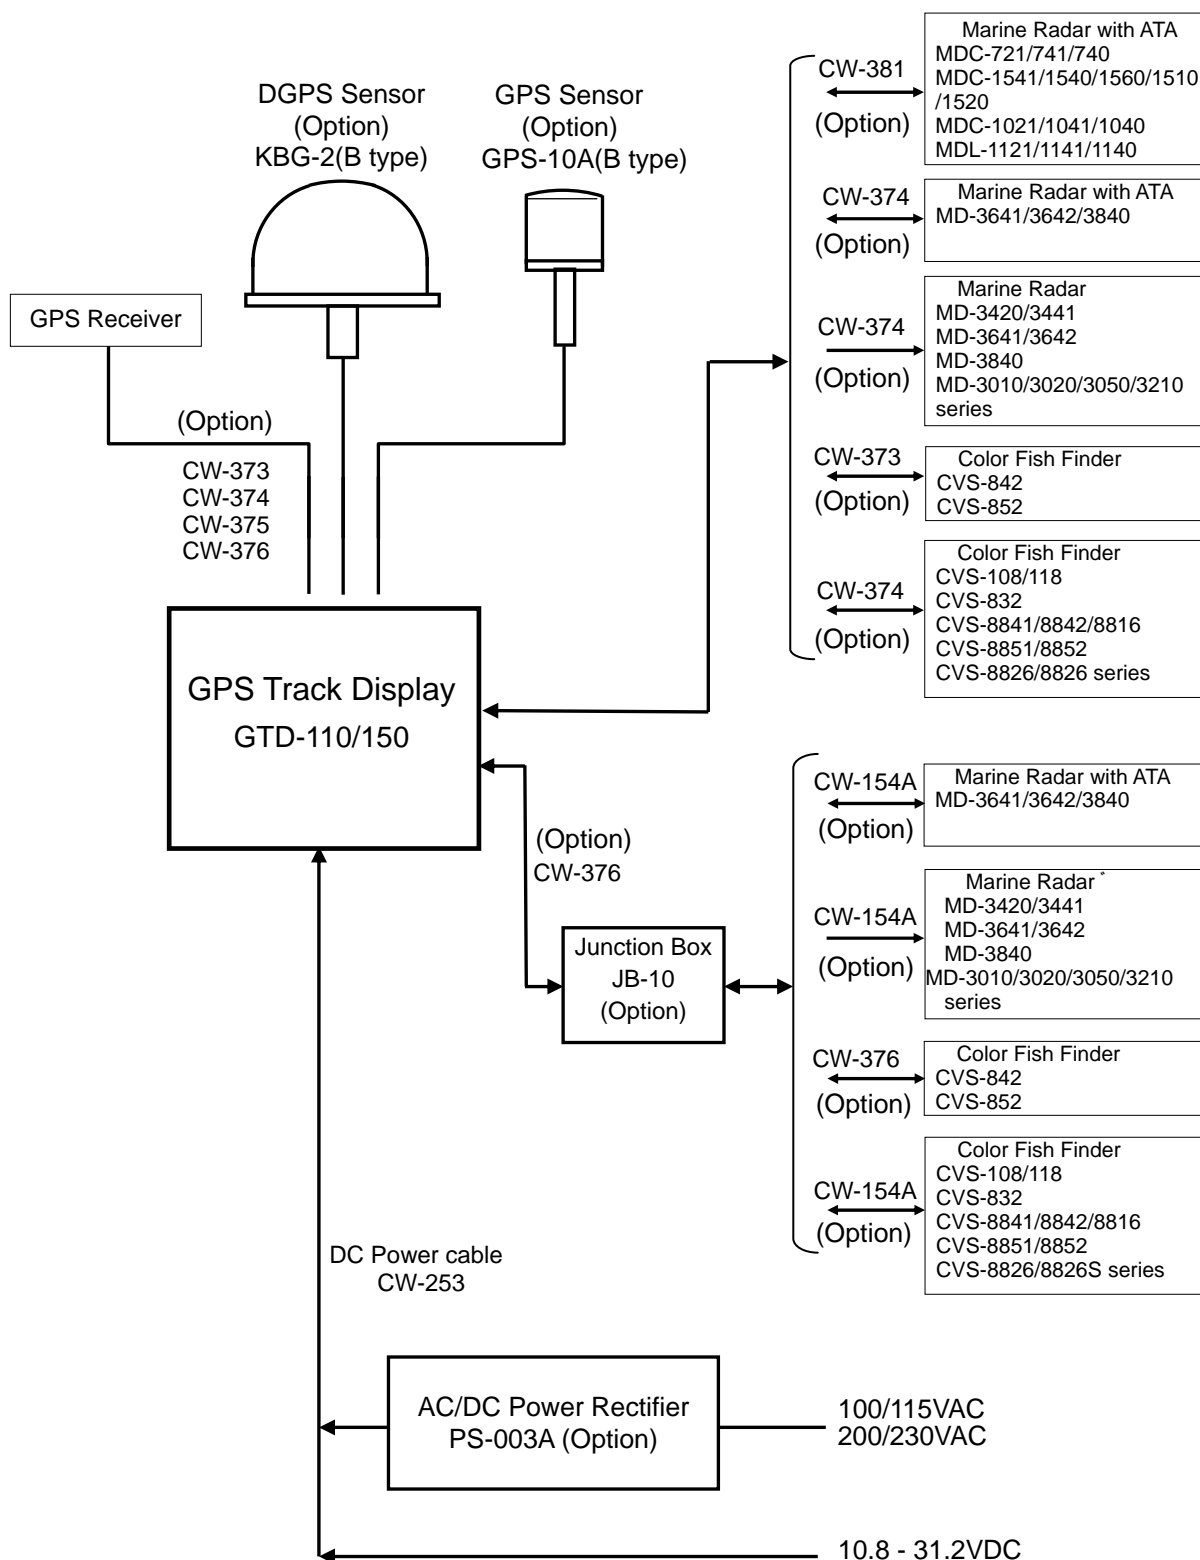 DGPS Sensor
(Option)
KBG-2(B type)
GPS Sensor
(Option)
GPS-10A(B type)
GPS Receiver
(Option)
CW-373
CW-374
CW-375
CW-376
GPS Track Display
GTD-110/150
CW-381
(Option)
Marine Radar with ATA
MDC-721/741/740
MDC-1541/1540/1560/1510
/1520
MDC-1021/1041/1040
MDL-1121/1141/1140
CW-374
(Option)
Marine Radar with ATA
MD-3641/3642/3840
CW-374
(Option)
Marine Radar
MD-3420/3441
MD-3641/3642
MD-3840
MD-3010/3020/3050/3210
series
CW-373
(Option)
Color Fish Finder
CVS-842
CVS-852
CW-374
(Option)
Color Fish Finder
CVS-108/118
CVS-832
CVS-8841/8842/8816
CVS-8851/8852
CVS-8826/8826 series
(Option)
CW-376
Junction Box
JB-10
(Option)
CW-154A
(Option)
Marine Radar with ATA
MD-3641/3642/3840
CW-154A
(Option)
Marine Radar
MD-3420/3441
MD-3641/3642
MD-3840
MD-3010/3020/3050/3210
series
CW-376
(Option)
Color Fish Finder
CVS-842
CVS-852
CW-154A
(Option)
Color Fish Finder
CVS-108/118
CVS-832
CVS-8841/8842/8816
CVS-8851/8852
CVS-8826/8826S series
DC Power cable
CW-253
AC/DC Power Rectifier
PS-003A (Option)
100/115VAC
200/230VAC
10.8 - 31.2VDC